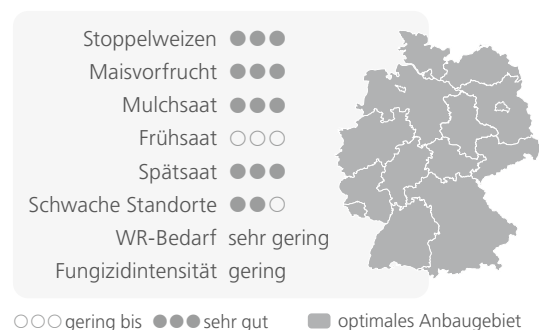 Stoppelweizen ●●●
Maisvorfrucht ●●●
Mulchsaat ●●●
Frühsaat ○○○
Spätsaat ●●●
Schwache Standorte ●●○
WR-Bedarf sehr gering
Fungizidintensität gering
○○○ gering bis ●●● sehr gut optimales Anbaugebiet